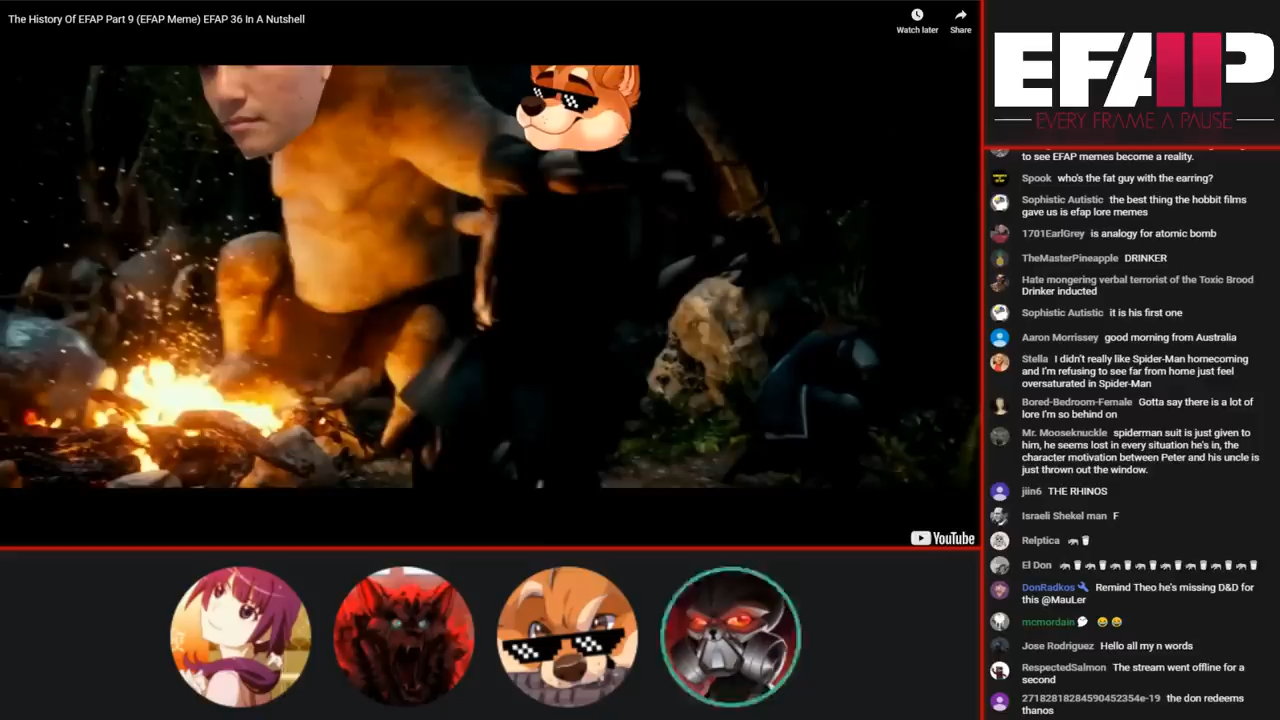 The History Of EFAP Part 9 (EFAP Meme) EFAP 36 In A Nutshell
Watch later
Share
YouTube
EFAP
EVERY FRAME A PAUSE
to see EFAP memes become a reality.
Spook who's the fat guy with the earring?
Sophistic Autistic the best thing the hobbit films
gave us is efap lore memes
1701EarlGrey is analogy for atomic bomb
TheMasterPineapple DRINKER
Hate mongering verbal terrorist of the Toxic Brood
Drinker inducted
Sophistic Autistic it is his first one
Aaron Morrissey good morning from Australia
Stella I didn't really like Spider-Man homecoming
and I'm refusing to see far from home just feel
oversaturated in Spider-Man
Bored-Bedroom-Female Gotta say there is a lot of
lore I'm so behind on
Mr. Mooseknuckle spiderman suit is just given to
him, he seems lost in every situation he's in, the
character motivation between Peter and his uncle is
just thrown out the window.
jiin6 THE RHINOS
Israeli Shekel man F
Relptica
El Don
DonRadkos Remind Theo he's missing D&D for
this @MauLer
mcmordain
Jose Rodriguez Hello all my n words
RespectedSalmon The stream went offline for a
second
27182818284590452354e-19 the don redeems
thanos